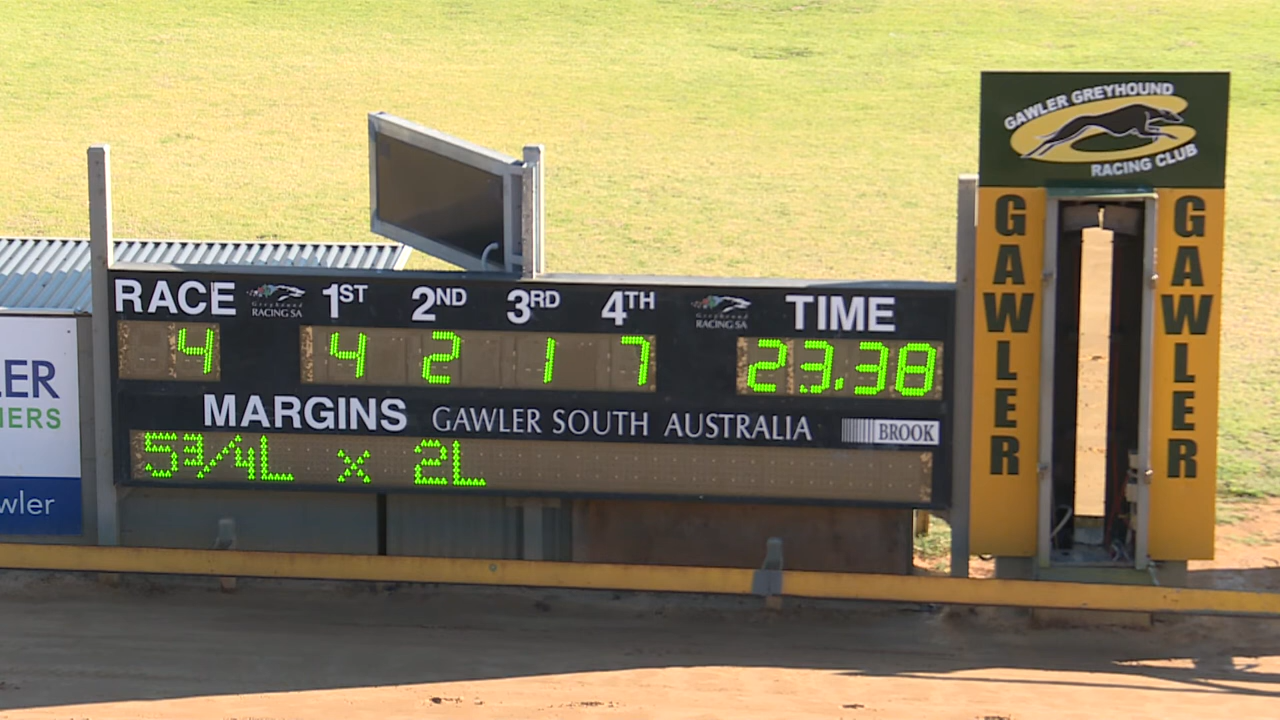 GAWLER GREYHOUND
RACING CLUB
GAWLER
GAWLER
RACE 1ST 2ND 3RD 4TH TIME
Greyhound
RACING SA
Greyhound
RACING SA
4 4 2 1 7 23.38
MARGINS GAWLER SOUTH AUSTRALIA BROOK
5 3/4L x 2L
LER
NERS
wler